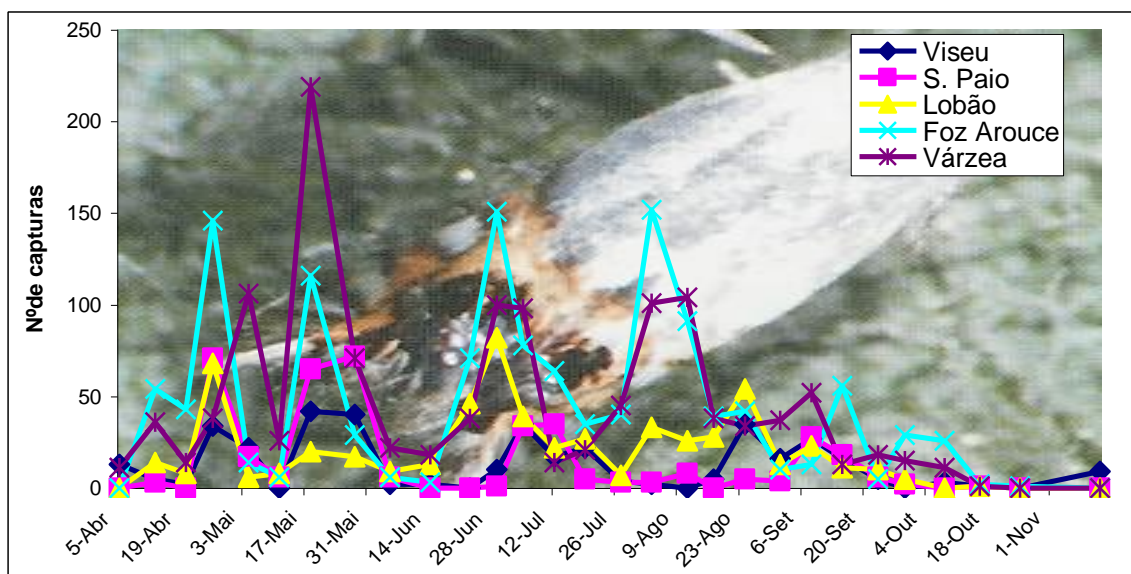 250
200
150
100
50
0
Nºde capturas
Viseu
S. Paio
Lobão
Foz Arouce
Várzea
5-Abr
19-Abr
3-Mai
17-Mai
31-Mai
14-Jun
28-Jun
12-Jul
26-Jul
9-Ago
23-Ago
6-Set
20-Set
4-Out
18-Out
1-Nov